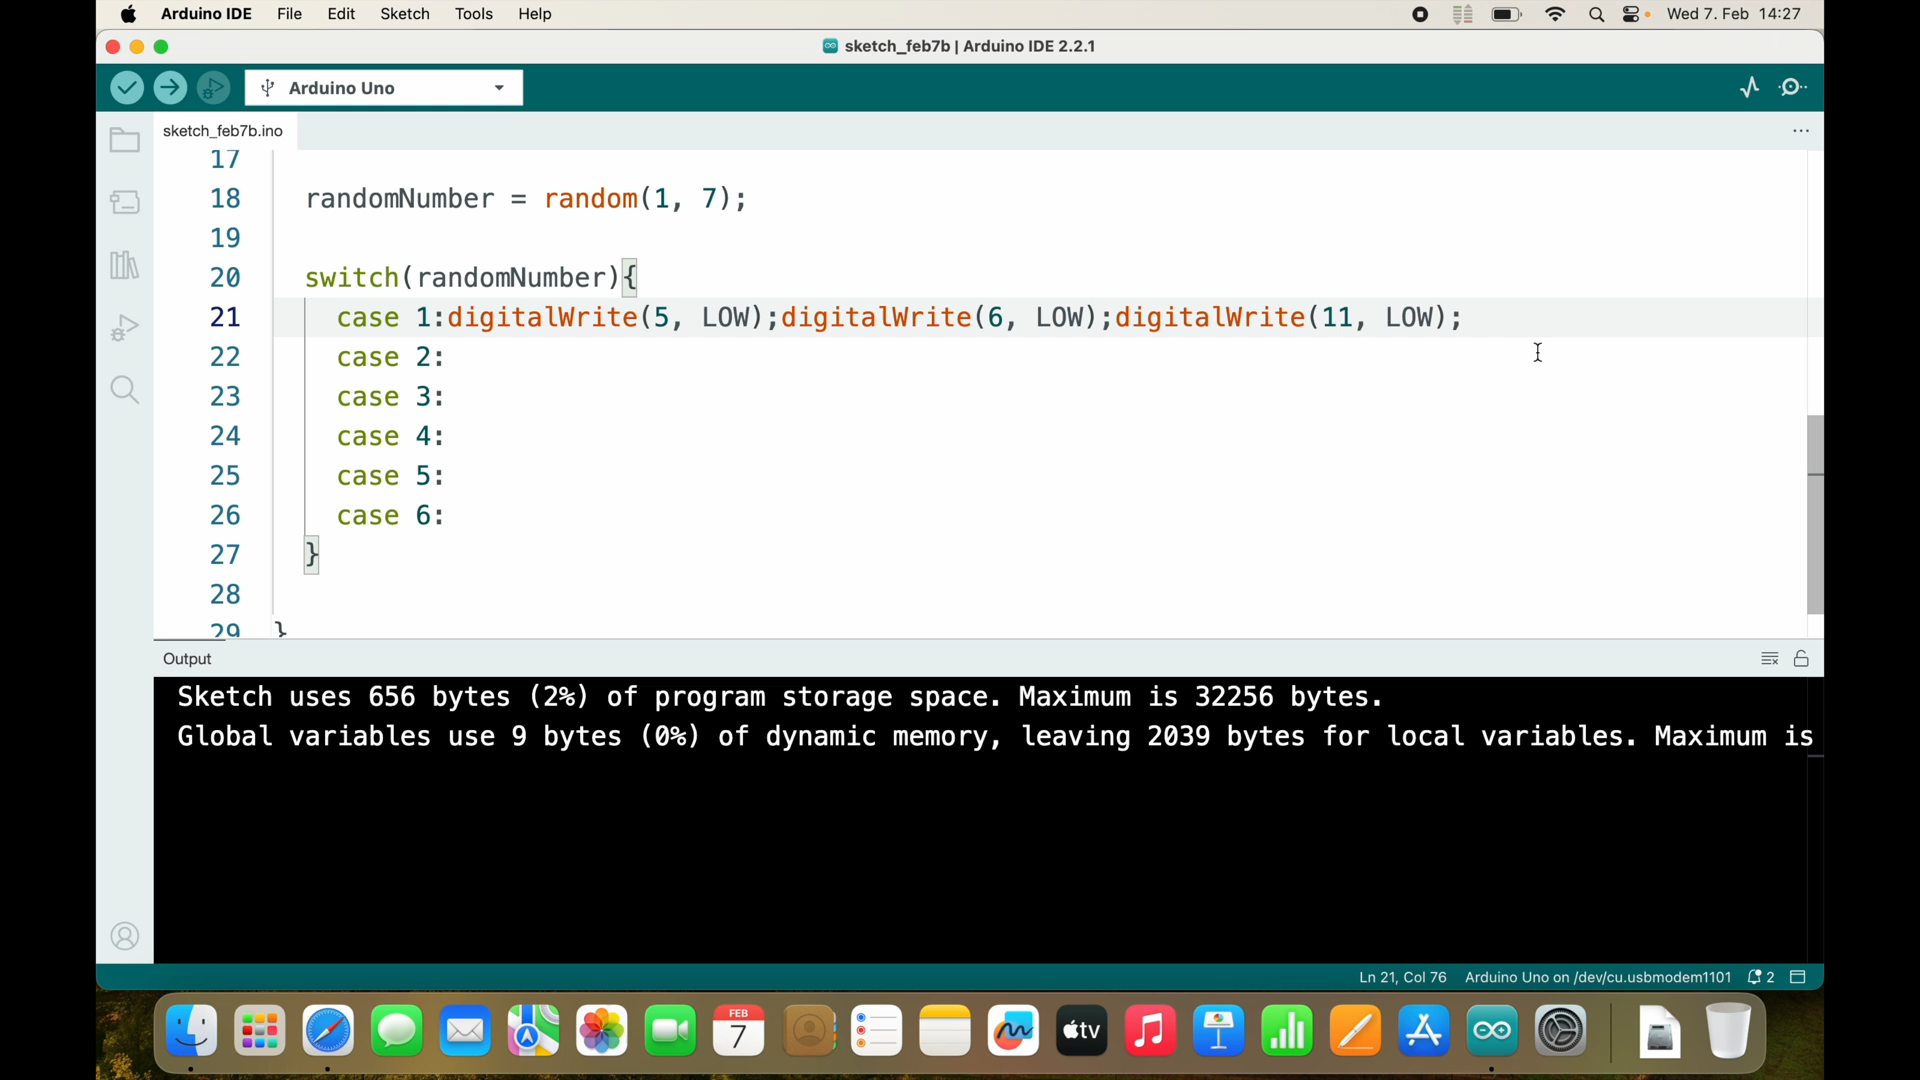 Arduino IDE File Edit Sketch Tools Help Wed 7. Feb 14:27
sketch_feb7b | Arduino IDE 2.2.1
Arduino Uno
sketch_feb7b.ino
17
18 randomNumber = random(1, 7);
19
20 switch(randomNumber){
21 case 1:digitalWrite(5, LOW);digitalWrite(6, LOW);digitalWrite(11, LOW);
22 case 2:
23 case 3:
24 case 4:
25 case 5:
26 case 6:
27 }
28
29 }
Output
Sketch uses 656 bytes (2%) of program storage space. Maximum is 32256 bytes.
Global variables use 9 bytes (0%) of dynamic memory, leaving 2039 bytes for local variables. Maximum is
Ln 21, Col 76 Arduino Uno on /dev/cu.usbmodem1101 2
FEB
7
tv